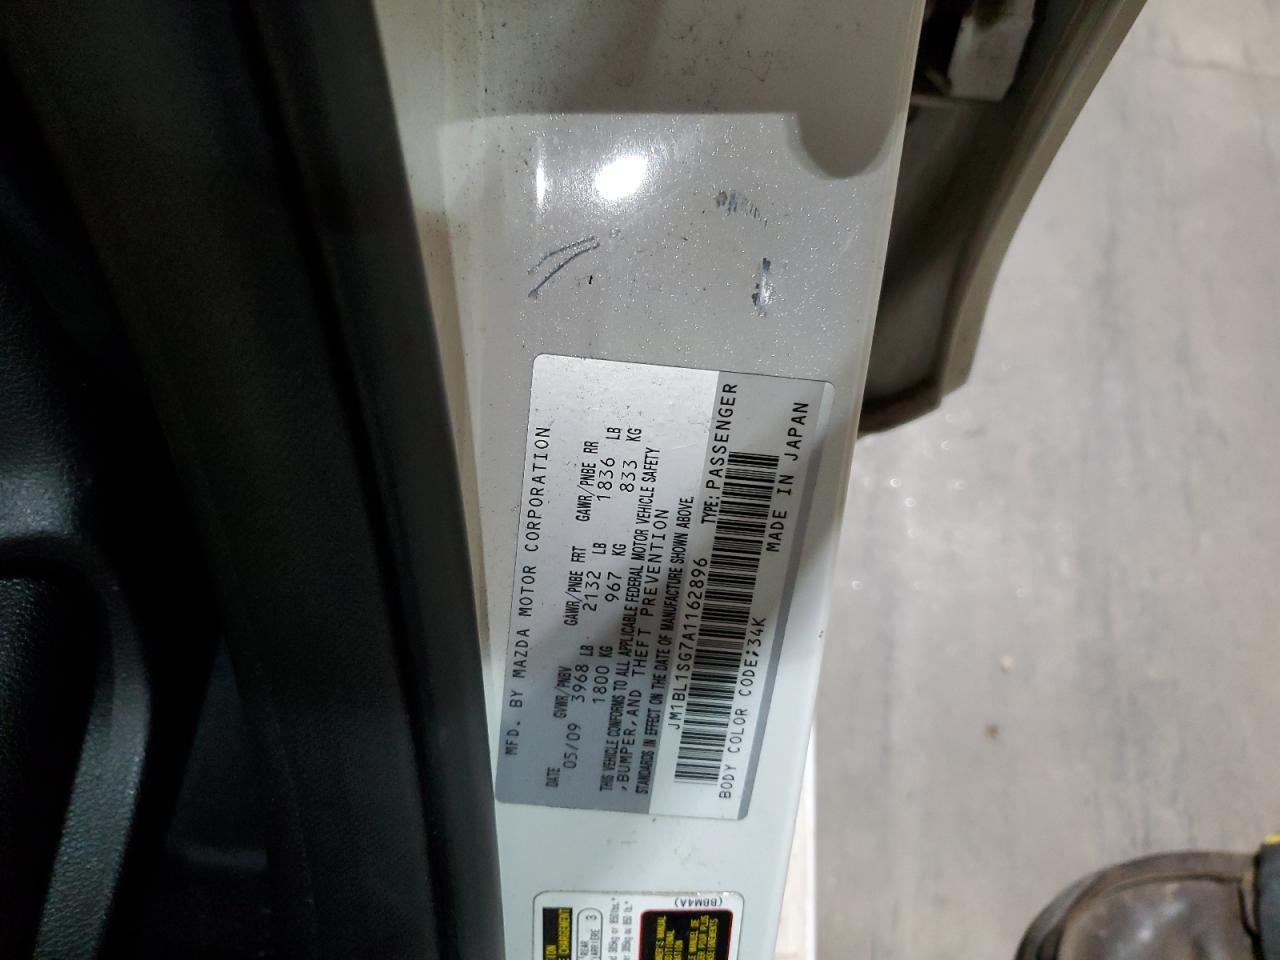 MFD. BY MAZDA MOTOR CORPORATION
DATE GVWR/PNBV GAWR/PNBE FRT GAWR/PNBE RR
05/09 3968 LB 2132 LB 1836 LB
1800 KG 967 KG 833 KG
THIS VEHICLE CONFORMS TO ALL APPLICABLE FEDERAL MOTOR VEHICLE SAFETY
,BUMPER,AND THEFT PREVENTION
STANDARDS IN EFFECT ON THE DATE OF MANUFACTURE SHOWN ABOVE.
JM1BL1SG7A1162896 TYPE:PASSENGER
BODY COLOR CODE;34K MADE IN JAPAN
(BBM4A)
REAR
ARRIERE 3